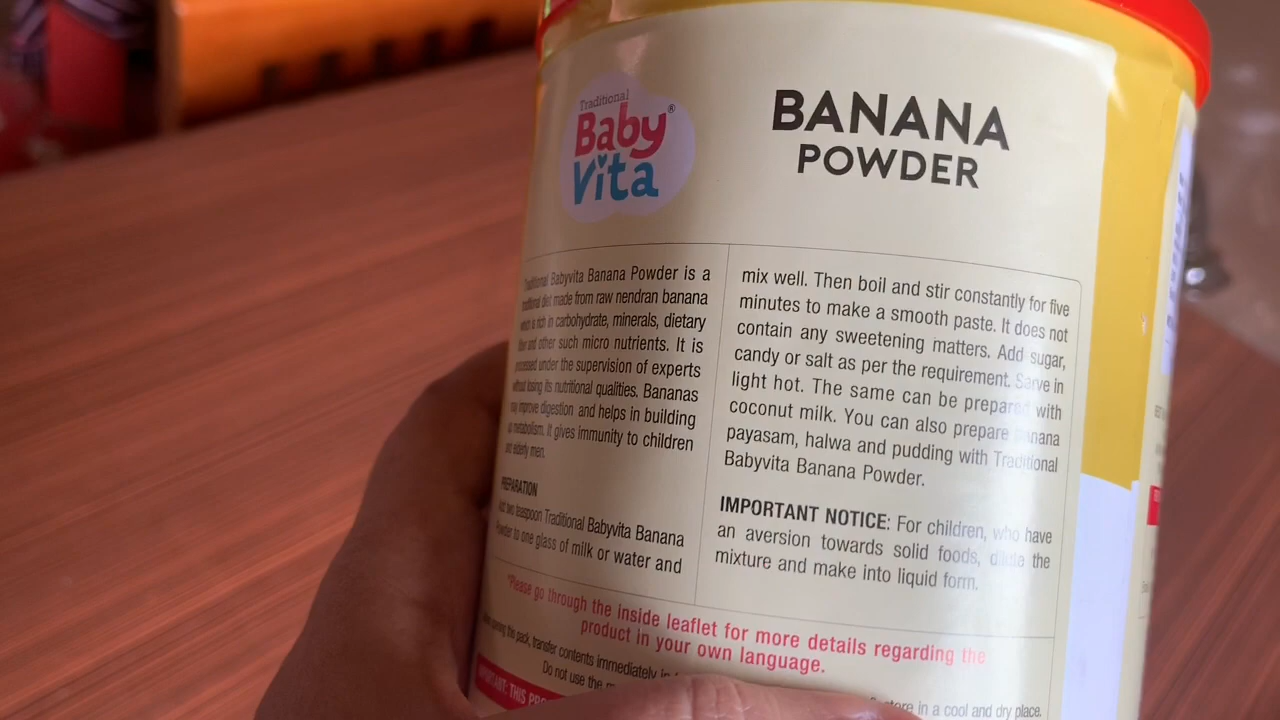 Traditional
Baby®
Vita
BANANA
POWDER
Traditional Babyvita Banana Powder is a
traditional diet made from raw nendran banana
which is rich in carbohydrate, minerals, dietary
fiber and other such micro nutrients. It is
processed under the supervision of experts
without losing its nutritional qualities. Bananas
may improve digestion and helps in building
up metabolism. It gives immunity to children
and elderly men.
PREPARATION
Add two teaspoon Traditional Babyvita Banana
Powder to one glass of milk or water and
mix well. Then boil and stir constantly for five
minutes to make a smooth paste. It does not
contain any sweetening matters. Add sugar,
candy or salt as per the requirement. Serve in
light hot. The same can be prepared with
coconut milk. You can also prepare banana
payasam, halwa and pudding with Traditional
Babyvita Banana Powder.
IMPORTANT NOTICE: For children, who have
an aversion towards solid foods, dilute the
mixture and make into liquid form.
*Please go through the inside leaflet for more details regarding the
product in your own language.
opening this pack, transfer contents immediately
Do not use the
store in a cool and dry place.
IMPORTANT: THIS